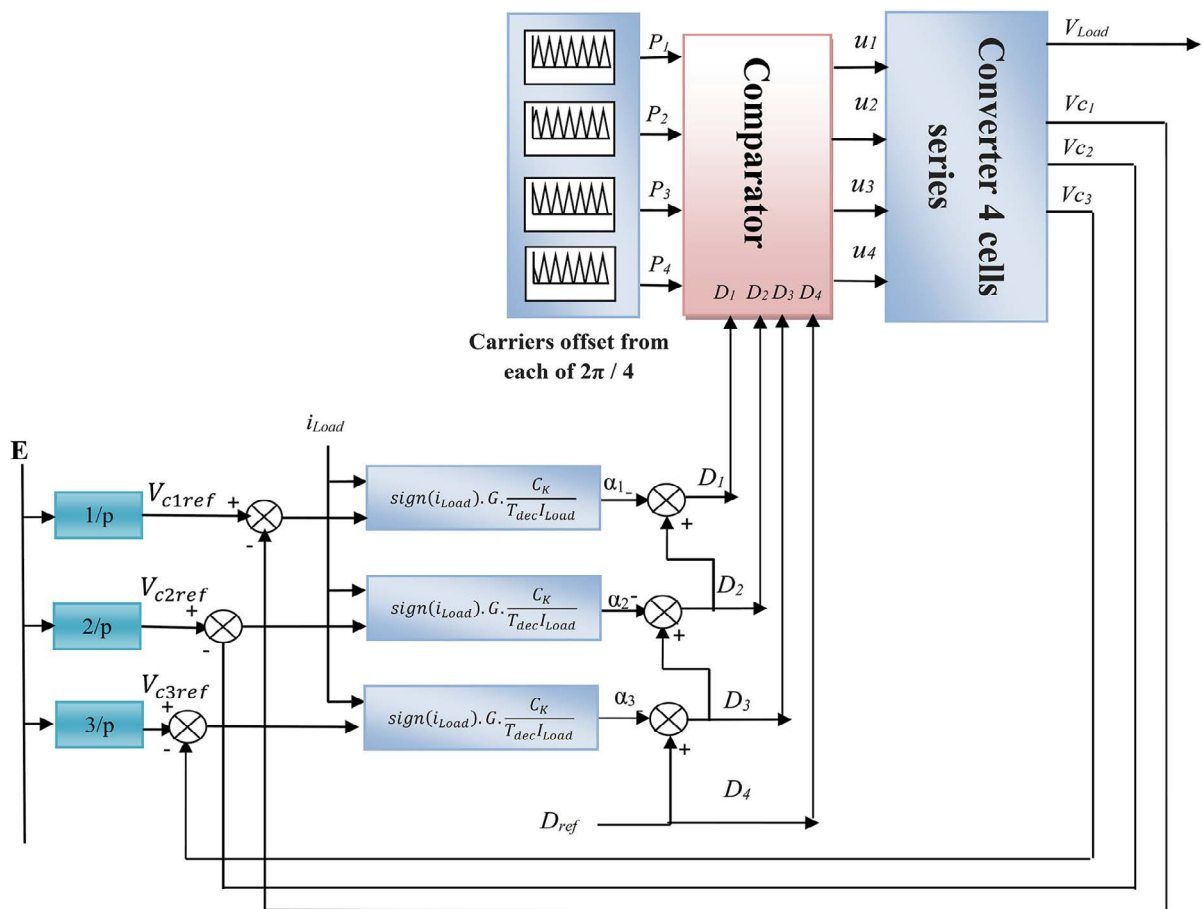 P1
P2
P3
P4
Comparator
D1 D2 D3 D4
u1
u2
u3
u4
Converter 4 cells
series
VLoad
Vc1
Vc2
Vc3
Carriers offset from
each of 2π / 4
E
iLoad
1/p
Vc1ref
+
-
sign(iLoad).G.CK/TdecILoad
α1
-
+
D1
2/p
Vc2ref
+
-
sign(iLoad).G.CK/TdecILoad
α2
-
+
D2
3/p
Vc3ref
+
-
sign(iLoad).G.CK/TdecILoad
α3
-
+
D3
Dref
D4